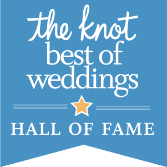 the knot
best of
weddings
HALL OF FAME